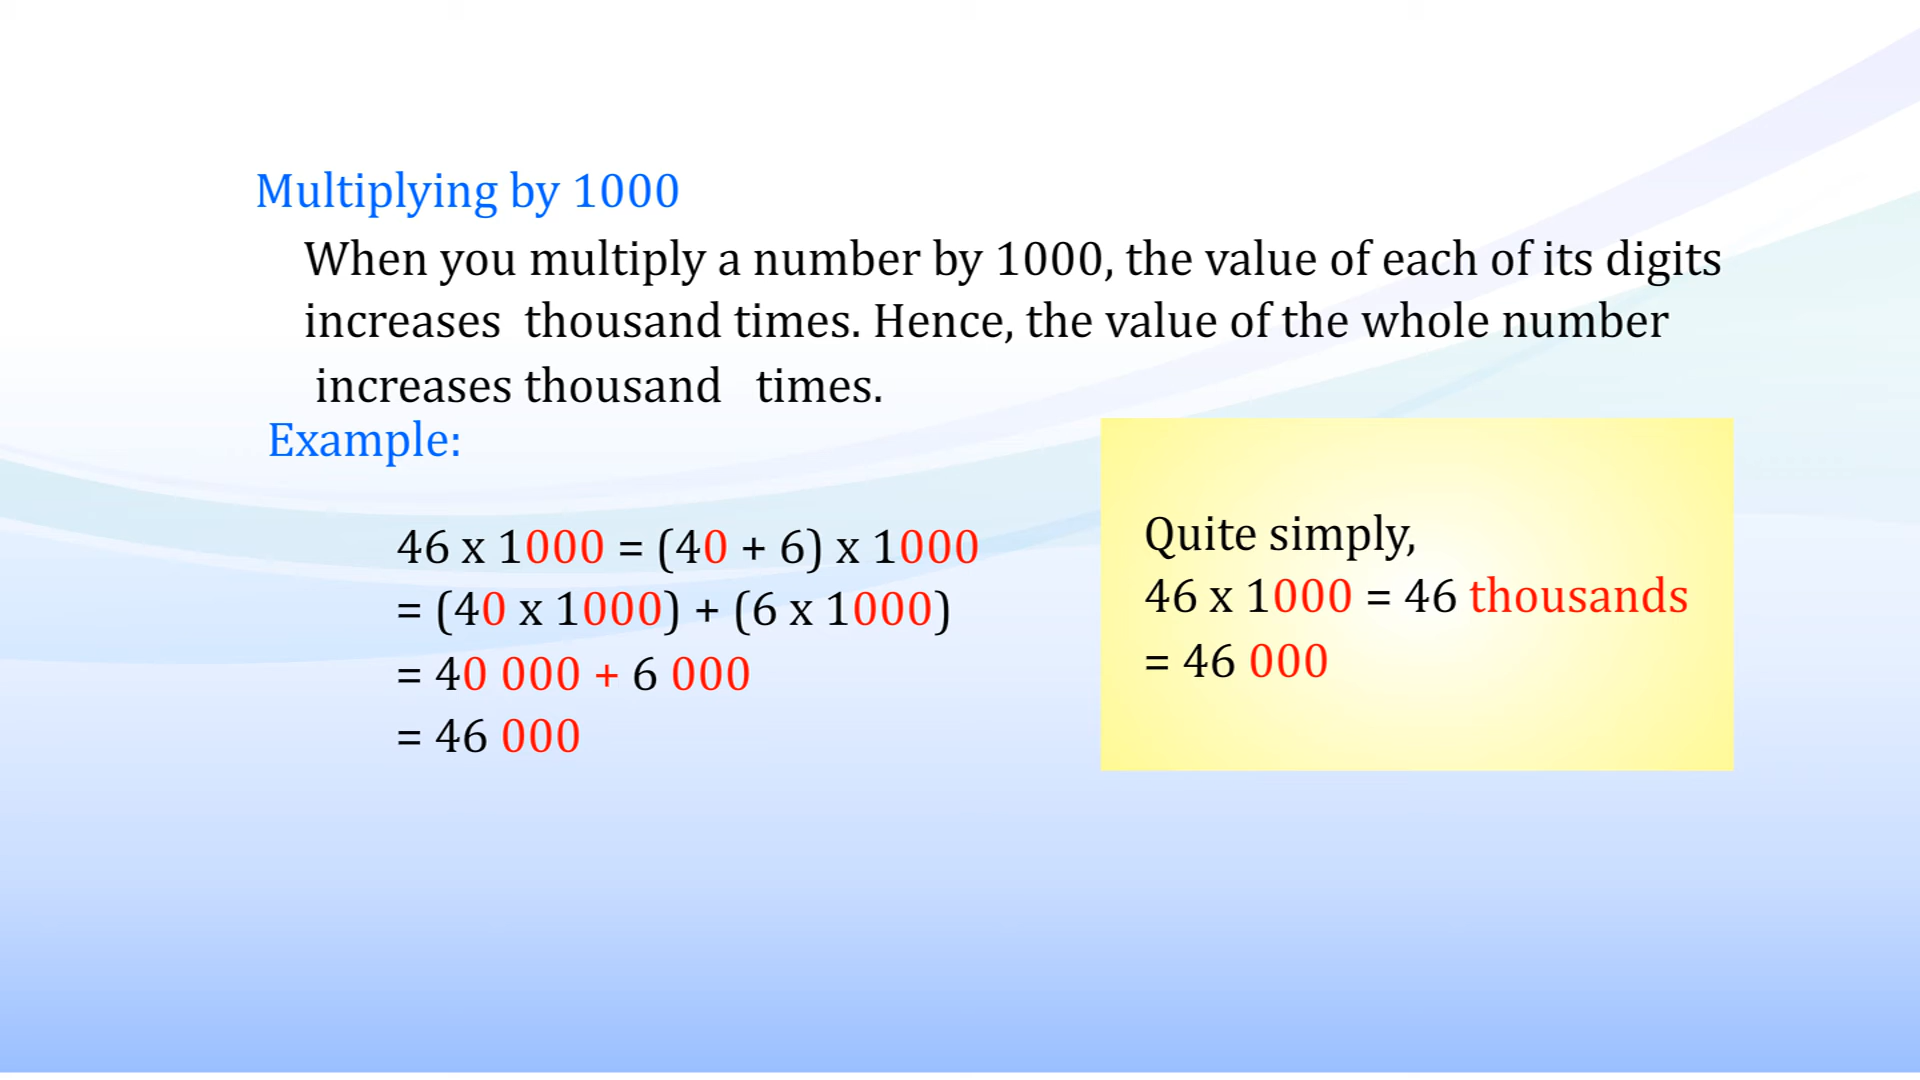 Multiplying by 1000
When you multiply a number by 1000, the value of each of its digits
increases thousand times. Hence, the value of the whole number
increases thousand times.
Example:
46 x 1000 = (40 + 6) x 1000
= (40 x 1000) + (6 x 1000)
= 40 000 + 6 000
= 46 000
Quite simply,
46 x 1000 = 46 thousands
= 46 000